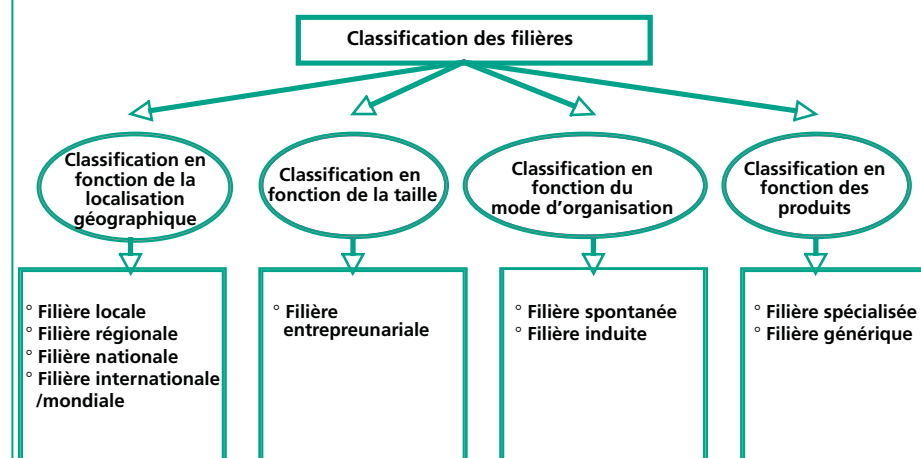 Classification des filières
Classification en
fonction de la
localisation
géographique
Classification en
fonction de la taille
Classification en
fonction du
mode d'organisation
Classification en
fonction des
produits
° Filière locale
° Filière régionale
° Filière nationale
° Filière internationale
/mondiale
° Filière
entrepreunariale
° Filière spontanée
° Filière induite
° Filière spécialisée
° Filière générique